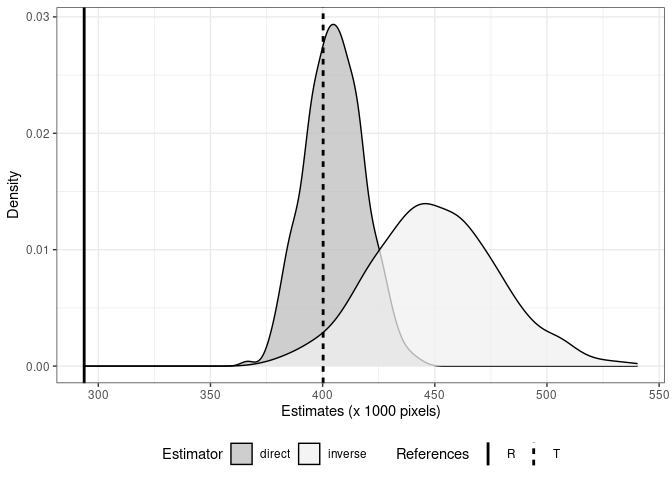 0.03
0.02
0.01
0.00
Density
300 350 400 450 500 550
Estimates (x 1000 pixels)
Estimator direct inverse References R T